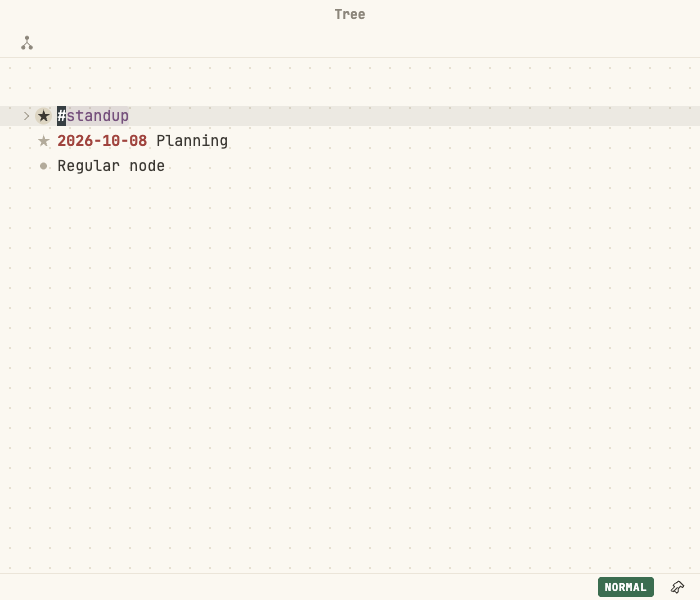 Tree
#standup
2026-10-08 Planning
Regular node
NORMAL